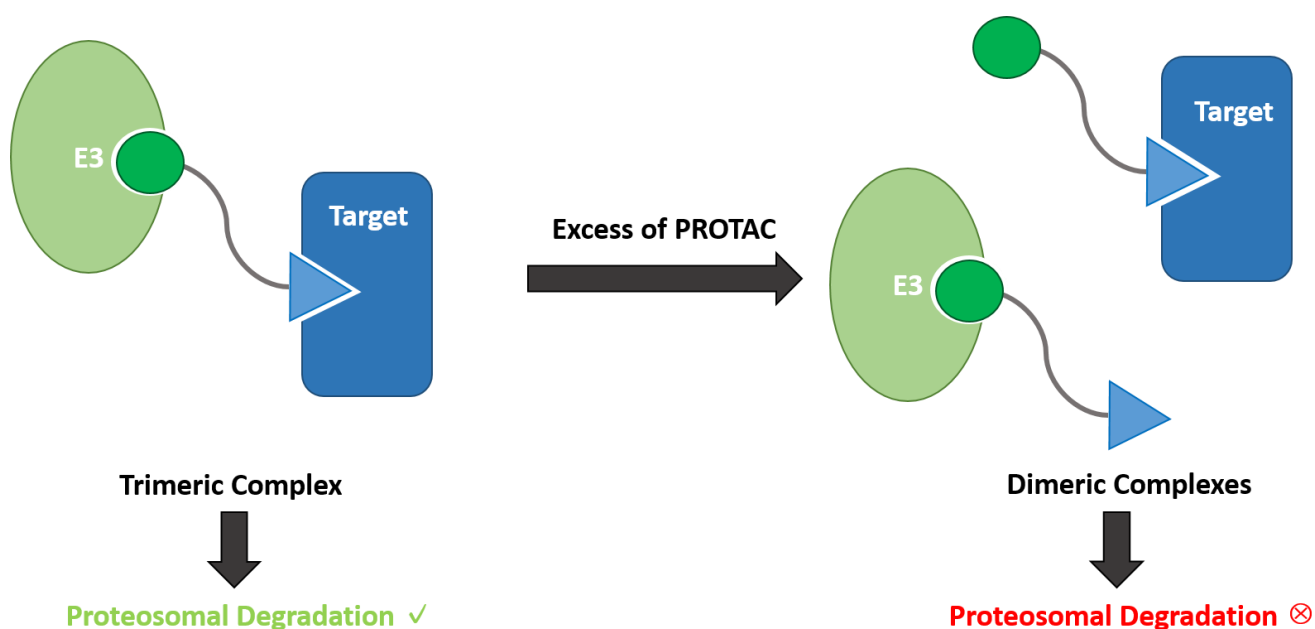 E3
Target
Excess of PROTAC
Target
E3
Trimeric Complex
Dimeric Complexes
Proteosomal Degradation ✓
Proteosomal Degradation ⊗